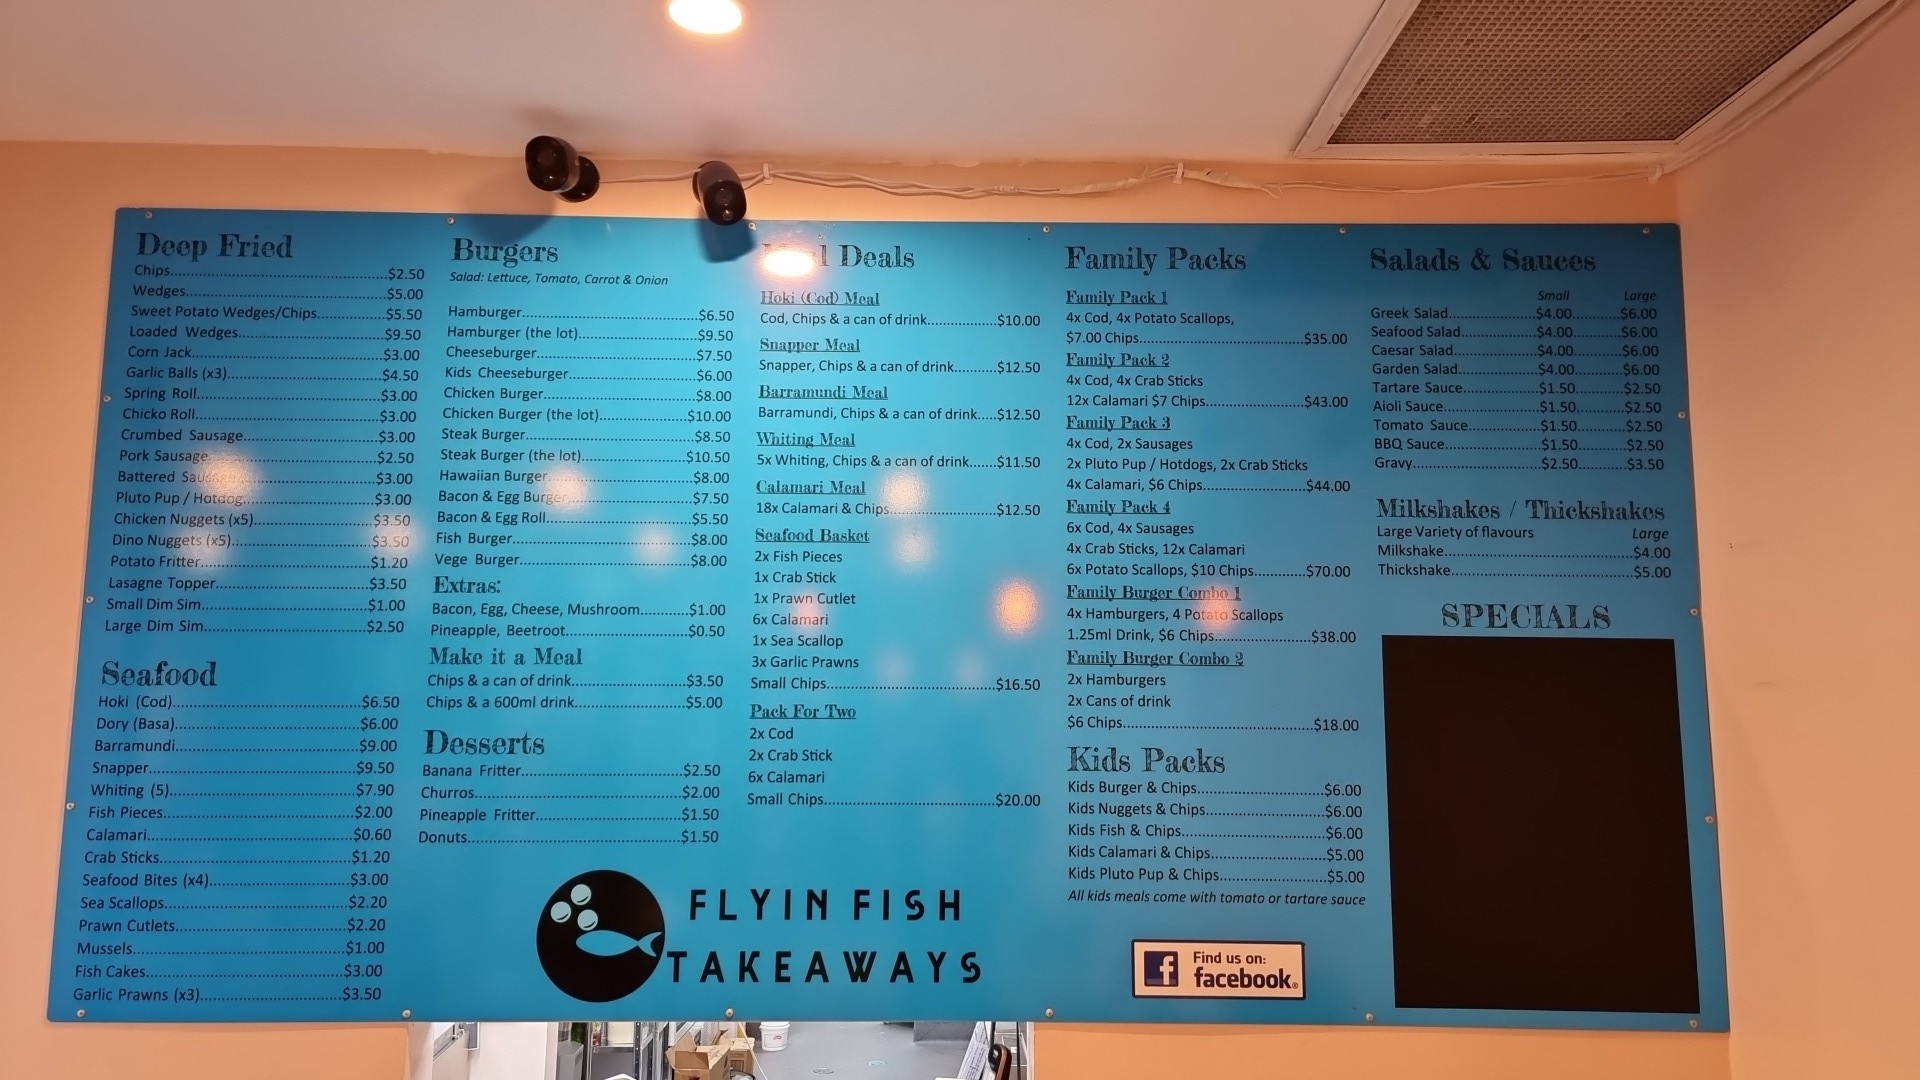 Deep Fried
Chips $2.50
Wedges $5.00
Sweet Potato Wedges/Chips $5.50
Loaded Wedges $9.50
Corn Jack $3.00
Garlic Balls (x3) $4.50
Spring Roll $3.00
Chicko Roll $3.00
Crumbed Sausage $3.00
Pork Sausage $2.50
Battered Sausage $3.00
Pluto Pup / Hotdog $3.00
Chicken Nuggets (x5) $3.50
Dino Nuggets (x5) $3.50
Potato Fritter $1.20
Lasagne Topper $3.50
Small Dim Sim $1.00
Large Dim Sim $2.50
Seafood
Hoki (Cod) $6.50
Dory (Basa) $6.00
Barramundi $9.00
Snapper $9.50
Whiting (5) $7.90
Fish Pieces $2.00
Calamari $0.60
Crab Sticks $1.20
Seafood Bites (x4) $3.00
Sea Scallops $2.20
Prawn Cutlets $2.20
Mussels $1.00
Fish Cakes $3.00
Garlic Prawns (x3) $3.50
Burgers
Salad: Lettuce, Tomato, Carrot & Onion
Hamburger $6.50
Hamburger (the lot) $9.50
Cheeseburger $7.50
Kids Cheeseburger $6.00
Chicken Burger $8.00
Chicken Burger (the lot) $10.00
Steak Burger $8.50
Steak Burger (the lot) $10.50
Hawaiian Burger $8.00
Bacon & Egg Burger $7.50
Bacon & Egg Roll $5.50
Fish Burger $8.00
Vege Burger $8.00
Extras:
Bacon, Egg, Cheese, Mushroom $1.00
Pineapple, Beetroot $0.50
Make it a Meal
Chips & a can of drink $3.50
Chips & a 600ml drink $5.00
Desserts
Banana Fritter $2.50
Churros $2.00
Pineapple Fritter $1.50
Donuts $1.50
Deals
Hoki (Cod) Meal
Cod, Chips & a can of drink $10.00
Snapper Meal
Snapper, Chips & a can of drink $12.50
Barramundi Meal
Barramundi, Chips & a can of drink $12.50
Whiting Meal
5x Whiting, Chips & a can of drink $11.50
Calamari Meal
18x Calamari & Chips $12.50
Seafood Basket
2x Fish Pieces
1x Crab Stick
1x Prawn Cutlet
6x Calamari
1x Sea Scallop
3x Garlic Prawns
Small Chips $16.50
Pack For Two
2x Cod
2x Crab Stick
6x Calamari
Small Chips $20.00
FLYIN FISH
TAKEAWAYS
Family Packs
Family Pack 1
4x Cod, 4x Potato Scallops,
$7.00 Chips $35.00
Family Pack 2
4x Cod, 4x Crab Sticks
12x Calamari $7 Chips $43.00
Family Pack 3
4x Cod, 2x Sausages
2x Pluto Pup / Hotdogs, 2x Crab Sticks
4x Calamari, $6 Chips $44.00
Family Pack 4
6x Cod, 4x Sausages
4x Crab Sticks, 12x Calamari
6x Potato Scallops, $10 Chips $70.00
Family Burger Combo 1
4x Hamburgers, 4 Potato Scallops
1.25ml Drink, $6 Chips $38.00
Family Burger Combo 2
2x Hamburgers
2x Cans of drink
$6 Chips $18.00
Kids Packs
Kids Burger & Chips $6.00
Kids Nuggets & Chips $6.00
Kids Fish & Chips $6.00
Kids Calamari & Chips $5.00
Kids Pluto Pup & Chips $5.00
All kids meals come with tomato or tartare sauce
Find us on:
facebook®
Salads & Sauces
Small Large
Greek Salad $4.00 $6.00
Seafood Salad $4.00 $6.00
Caesar Salad $4.00 $6.00
Garden Salad $4.00 $6.00
Tartare Sauce $1.50 $2.50
Aioli Sauce $1.50 $2.50
Tomato Sauce $1.50 $2.50
BBQ Sauce $1.50 $2.50
Gravy $2.50 $3.50
Milkshakes / Thickshakes
Large Variety of flavours Large
Milkshake $4.00
Thickshake $5.00
SPECIALS